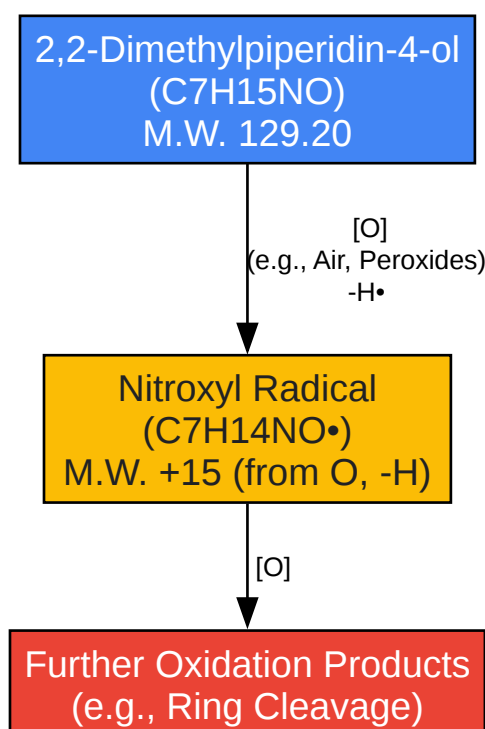 2,2-Dimethylpiperidin-4-ol
(C7H15NO)
M.W. 129.20
[O]
(e.g., Air, Peroxides)
-H•
Nitroxyl Radical
(C7H14NO•)
M.W. +15 (from O, -H)
[O]
Further Oxidation Products
(e.g., Ring Cleavage)